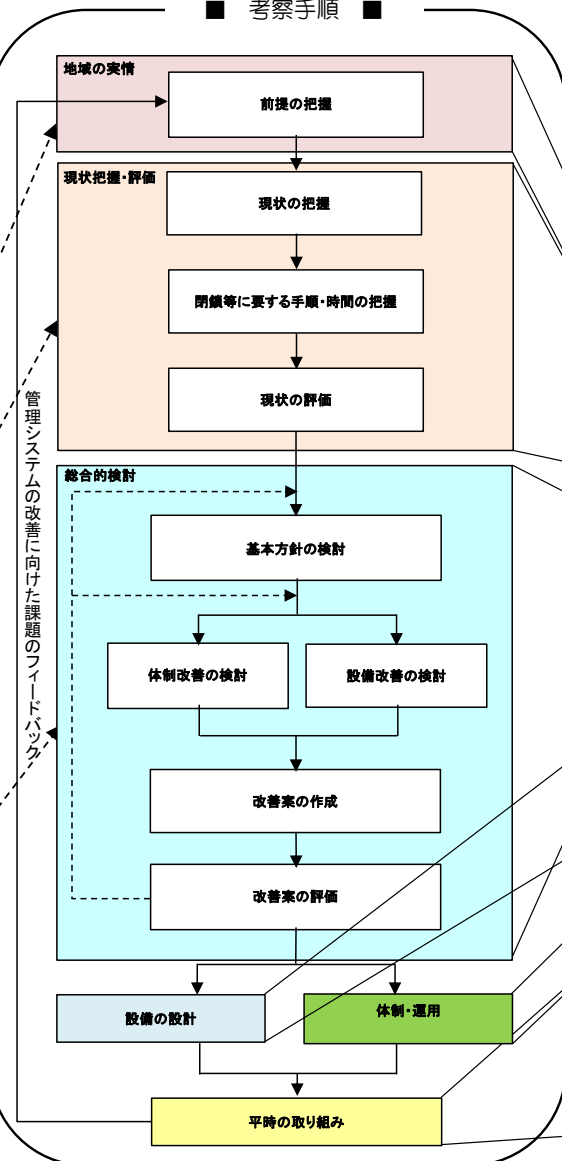 ■ 考察手順 ■
地域の実情
前提の把握
現状把握・評価
現状の把握
閉鎖等に要する手順・時間の把握
現状の評価
管理システムの改善に向けた課題のフィードバック
総合的検討
基本方針の検討
体制改善の検討
設備改善の検討
改善案の作成
改善案の評価
設備の設計
体制・運用
平時の取り組み